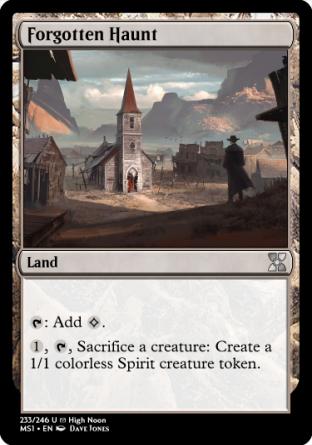 Forgotten Haunt
Land
: Add .
1, , Sacrifice a creature: Create a
1/1 colorless Spirit creature token.
233/246 U High Noon
MS1 • EN Dave Jones